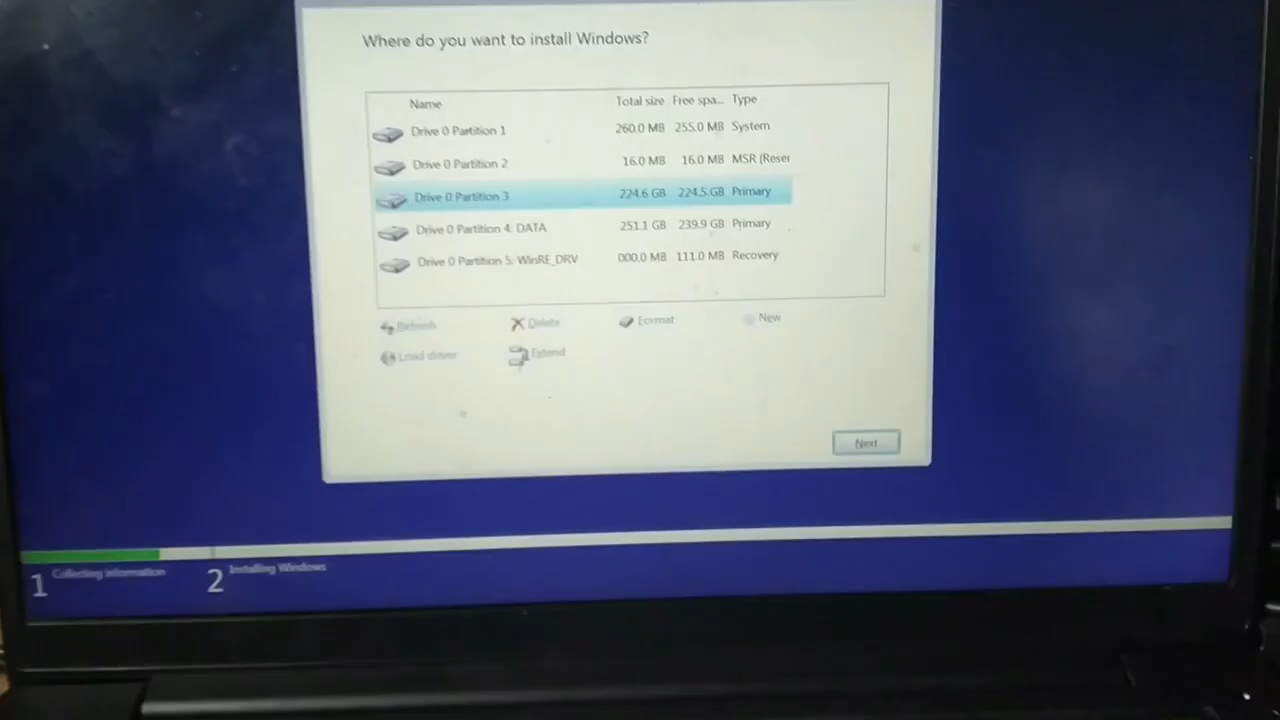 Where do you want to install Windows?
Name Total size Free spa... Type
Drive 0 Partition 1 260.0 MB 255.0 MB System
Drive 0 Partition 2 16.0 MB 16.0 MB MSR (Reser
Drive 0 Partition 3 224.6 GB 224.5 GB Primary
Drive 0 Partition 4: DATA 251.1 GB 239.9 GB Primary
Drive 0 Partition 5: WinRE_DRV 000.0 MB 111.0 MB Recovery
Refresh Delete Format New
Load driver Extend
Next
1 Collecting information 2 Installing Windows